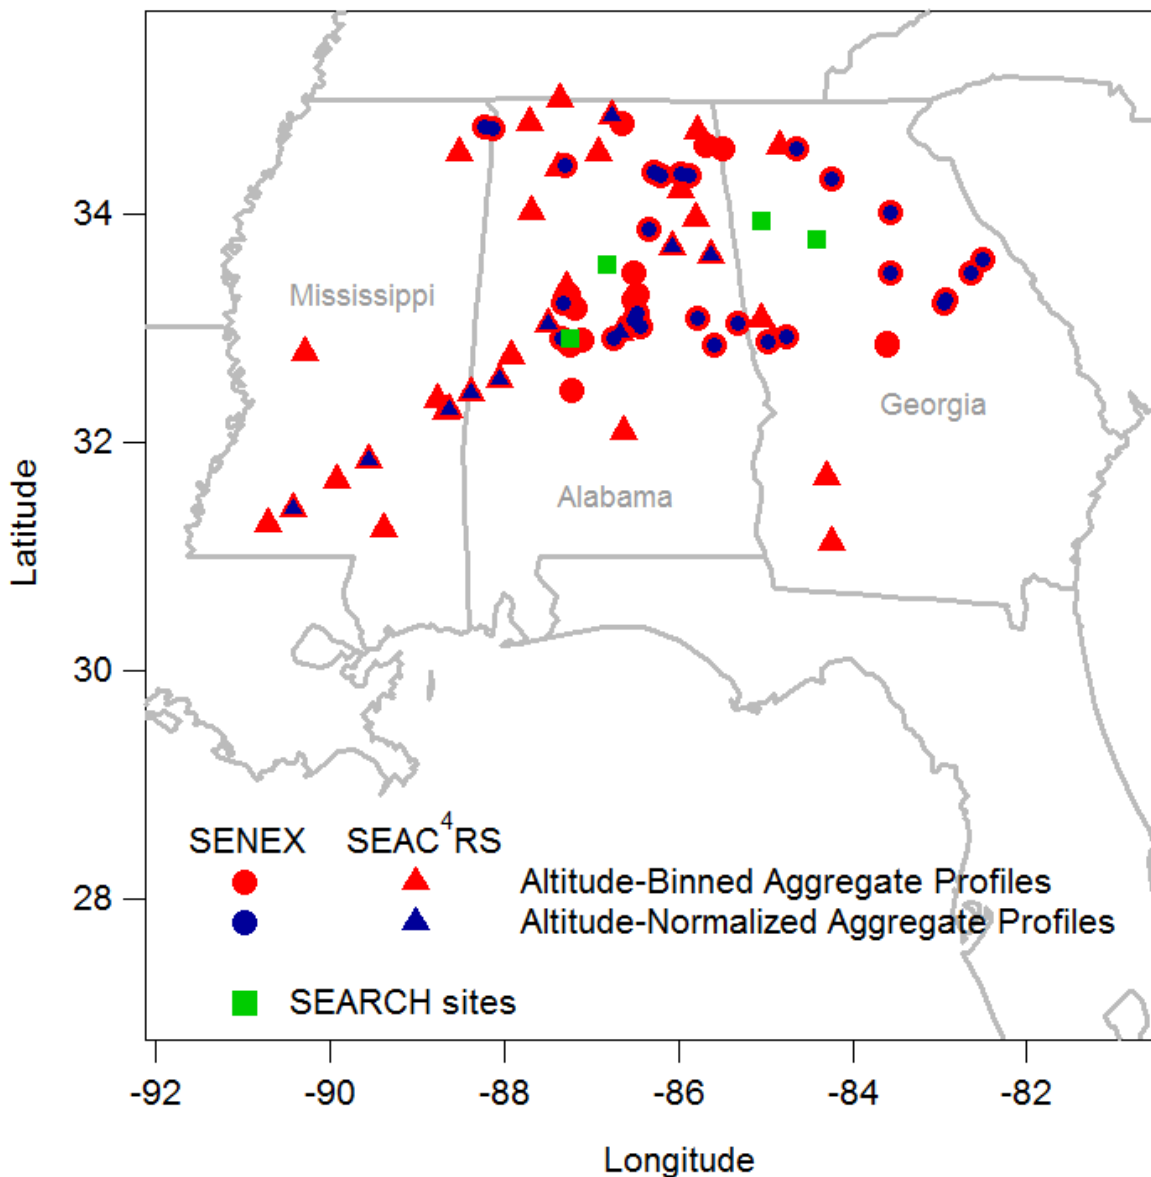 34
Mississippi
32
Georgia
Alabama
Latitude
30
SENEX SEAC4RS
Altitude-Binned Aggregate Profiles
28
Altitude-Normalized Aggregate Profiles
SEARCH sites
-92 -90 -88 -86 -84 -82
Longitude